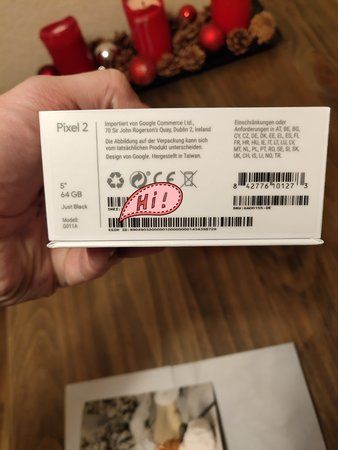 Pixel 2
5"
64 GB
Just Black
Modell:
G011A
Importiert von Google Commerce Ltd.,
70 Sir John Rogerson's Quay, Dublin 2, Ireland
Die Abbildung auf der Verpackung kann sich
vom tatsächlichen Produkt unterscheiden.
Design von Google. Hergestellt in Taiwan.
Einschränkungen oder
Anforderungen in AT, BE, BG,
CY, CZ, DE, DK, EE, EL, ES, FI,
FR, HR, HU, IE, IT, LT, LU, LV,
MT, NL, PL, PT, RO, SE, SI, SK,
UK, CH, IS, LI, NO, TR.
CE
Hi!
8 42776 10127 3